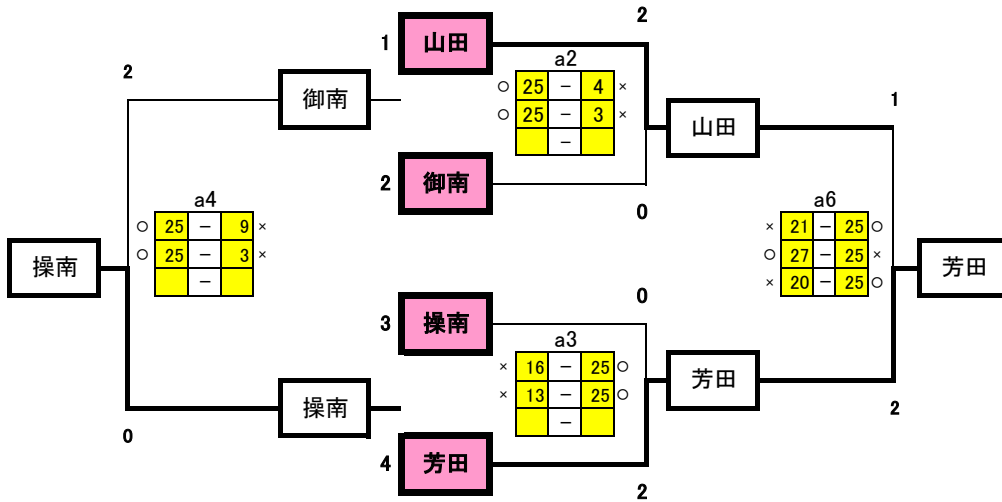 2
1 山田
a2
2
御南
○ 25 － 4 ×
○ 25 － 3 ×
－
山田
1
2 御南
0
a4
○ 25 － 9 ×
○ 25 － 3 ×
－
a6
× 21 － 25 ○
○ 27 － 25 ×
× 20 － 25 ○
操南
芳田
0
3 操南
a3
× 16 － 25 ○
× 13 － 25 ○
－
芳田
操南
2
0
4 芳田
2